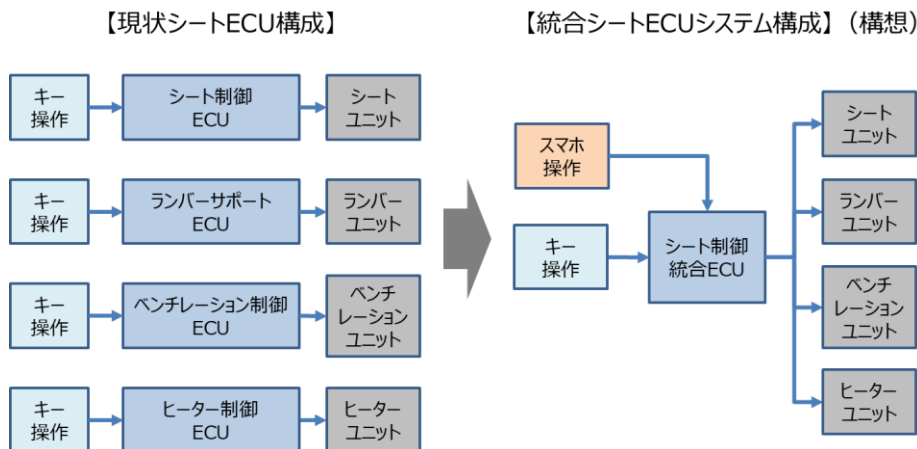 【現状シートECU構成】
キー
操作
シート制御
ECU
シート
ユニット
キー
操作
ランバーサポート
ECU
ランバー
ユニット
キー
操作
ベンチレーション制御
ECU
ベンチ
レーション
ユニット
キー
操作
ヒーター制御
ECU
ヒーター
ユニット
【統合シートECUシステム構成】(構想)
スマホ
操作
キー
操作
シート制御
統合ECU
シート
ユニット
ランバー
ユニット
ベンチ
レーション
ユニット
ヒーター
ユニット